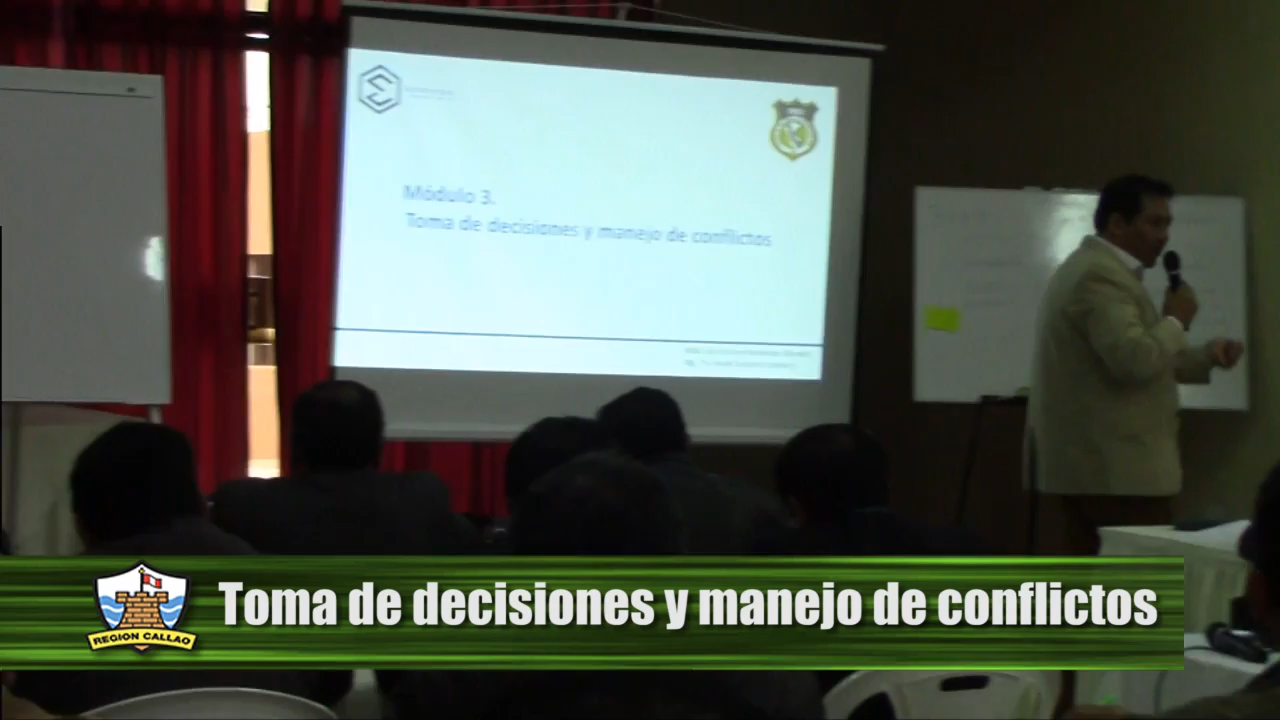 Módulo 3.
Toma de decisiones y manejo de conflictos
REGION CALLAO
Toma de decisiones y manejo de conflictos